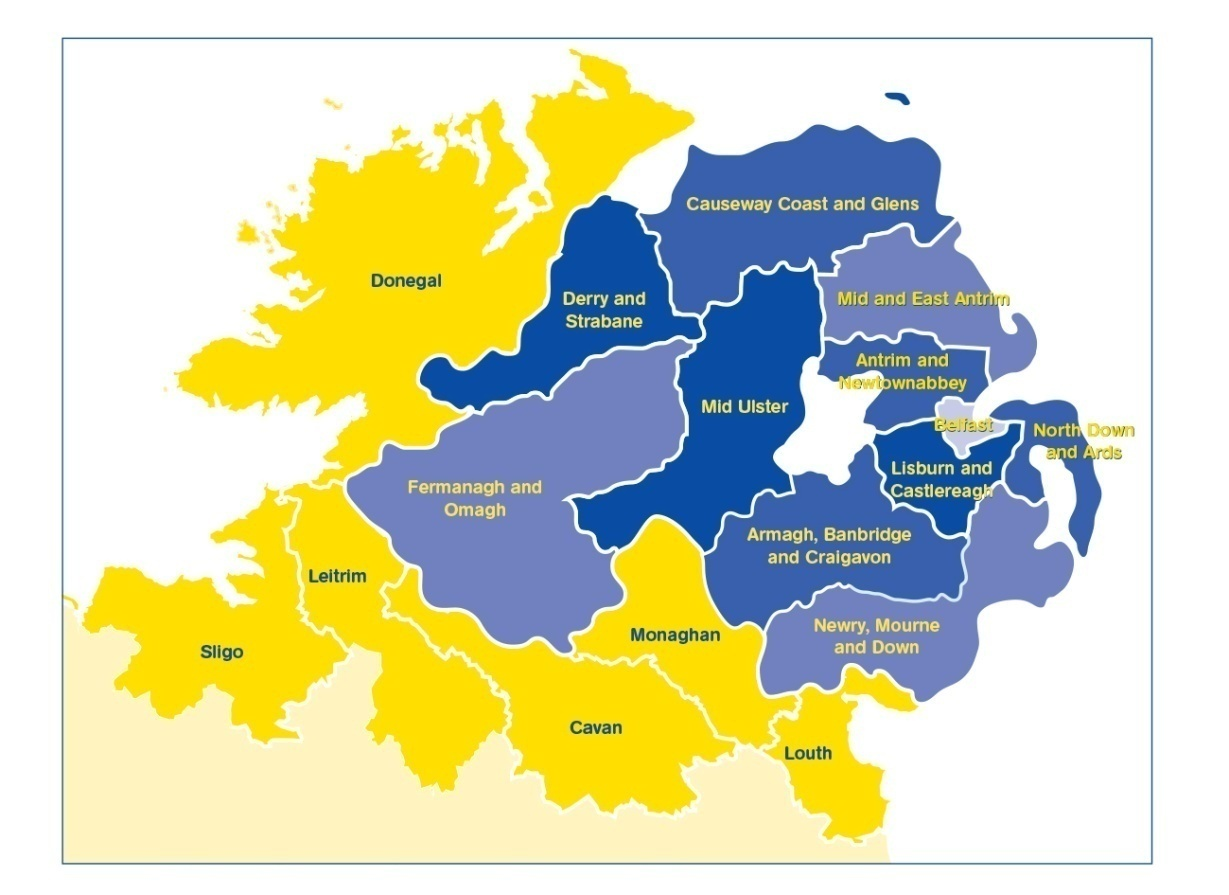 Causeway Coast and Glens
Donegal
Derry and
Strabane
Mid and East Antrim
Antrim and
Newtownabbey
Mid Ulster
Belfast
North Down
and Ards
Lisburn and
Castlereagh
Fermanagh and
Omagh
Armagh, Banbridge
and Craigavon
Leitrim
Monaghan
Newry, Mourne
and Down
Sligo
Cavan
Louth